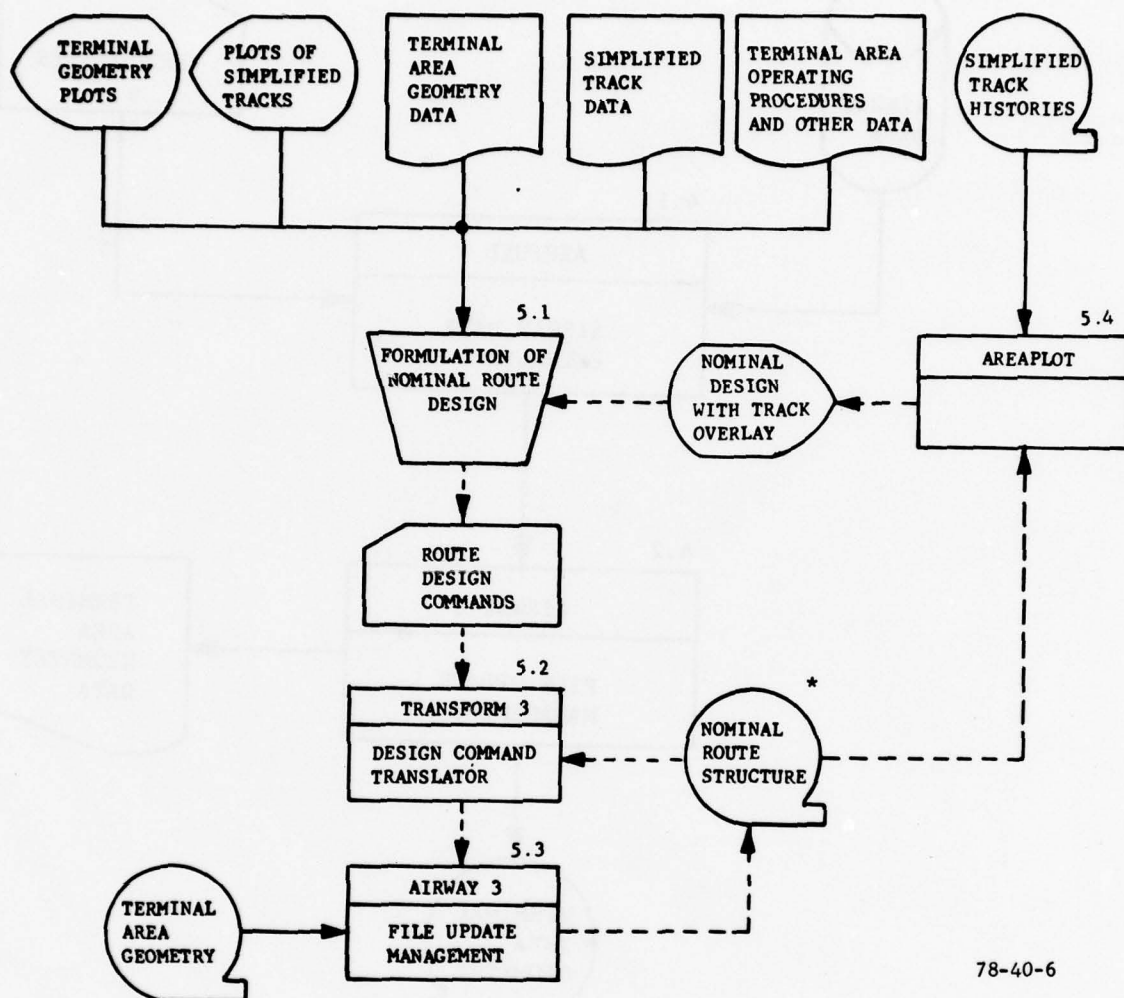 TERMINAL
GEOMETRY
PLOTS
PLOTS OF
SIMPLIFIED
TRACKS
TERMINAL
AREA
GEOMETRY
DATA
SIMPLIFIED
TRACK
DATA
TERMINAL AREA
OPERATING
PROCEDURES
AND OTHER DATA
SIMPLIFIED
TRACK
HISTORIES
5.1
FORMULATION OF
NOMINAL ROUTE
DESIGN
NOMINAL
DESIGN
WITH TRACK
OVERLAY
5.4
AREAPLOT
ROUTE
DESIGN
COMMANDS
5.2
TRANSFORM 3
DESIGN COMMAND
TRANSLATOR
NOMINAL
ROUTE
STRUCTURE
*
5.3
AIRWAY 3
FILE UPDATE
MANAGEMENT
TERMINAL
AREA
GEOMETRY
78-40-6